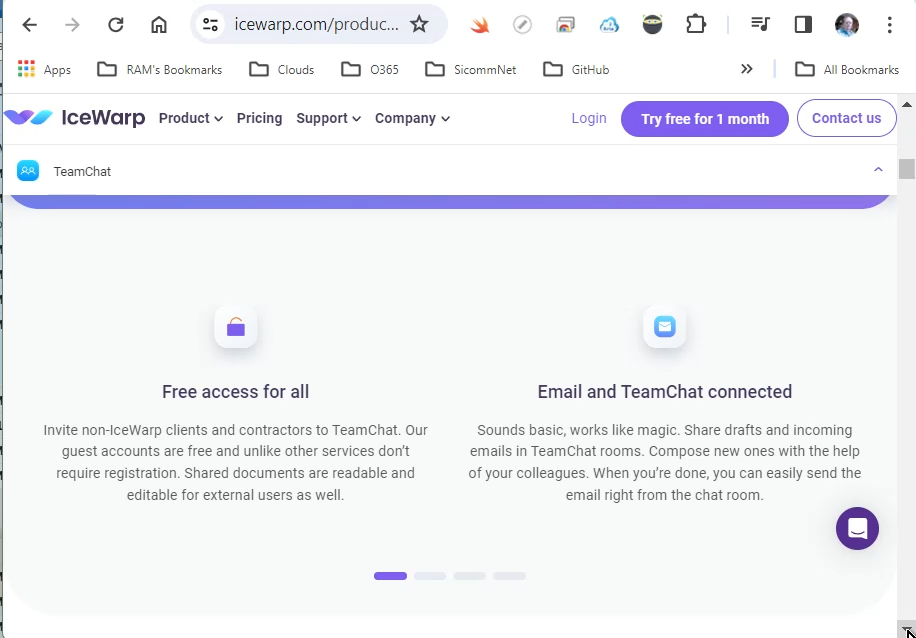 icewarp.com/produc...
Apps
RAM's Bookmarks
Clouds
O365
SicommNet
GitHub
All Bookmarks
IceWarp
Product
Pricing
Support
Company
Login
Try free for 1 month
Contact us
TeamChat
Free access for all
Invite non-IceWarp clients and contractors to TeamChat. Our
guest accounts are free and unlike other services don't
require registration. Shared documents are readable and
editable for external users as well.
Email and TeamChat connected
Sounds basic, works like magic. Share drafts and incoming
emails in TeamChat rooms. Compose new ones with the help
of your colleagues. When you're done, you can easily send the
email right from the chat room.